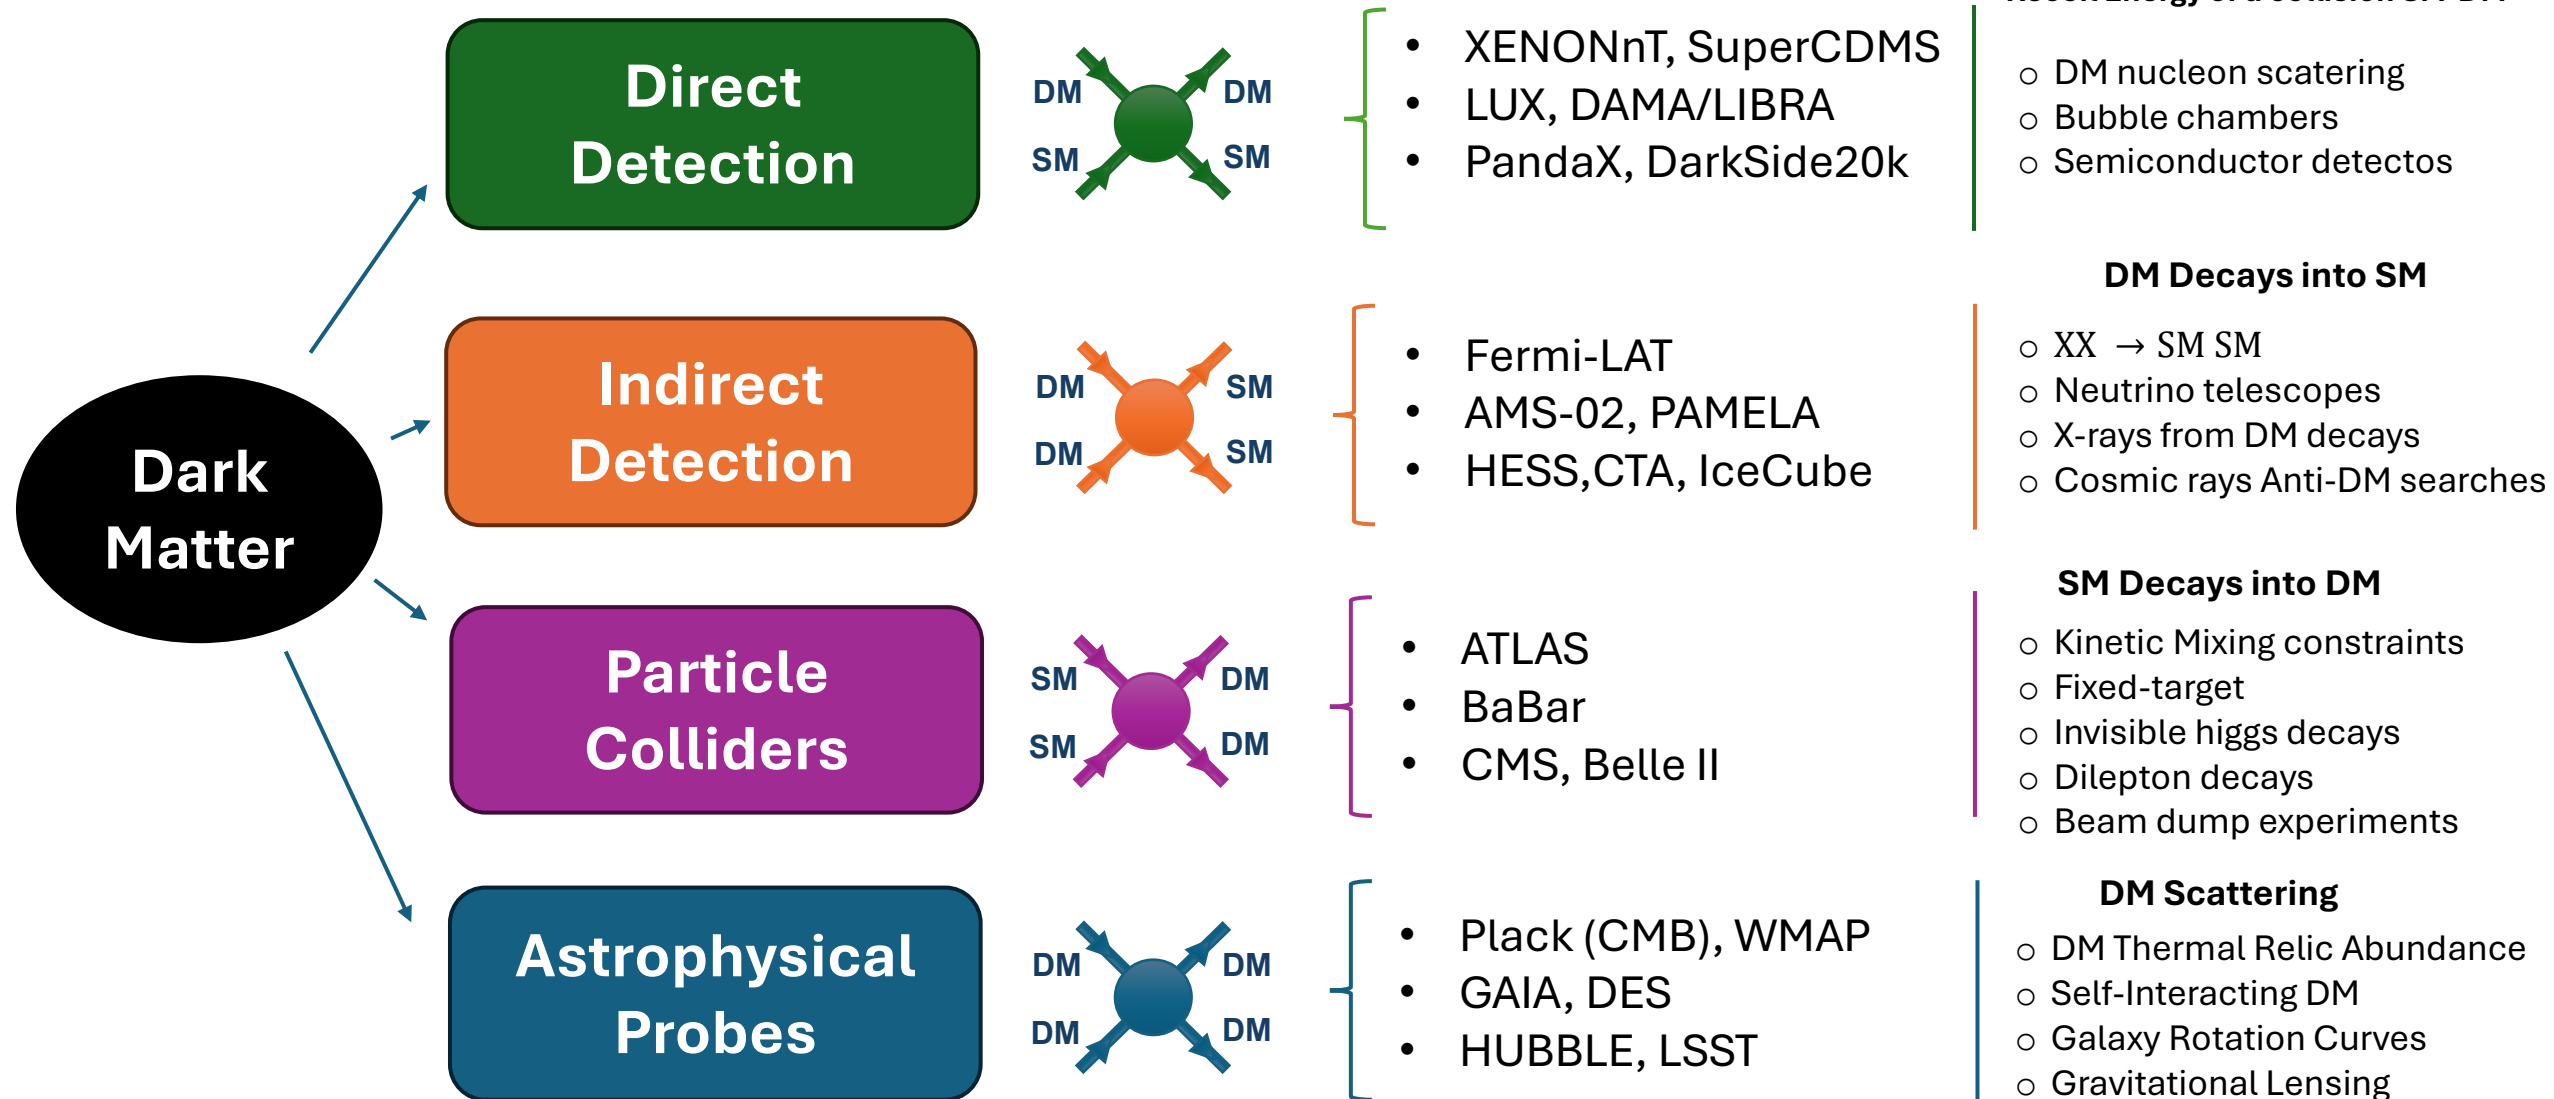 Dark
Matter
Direct
Detection
DM
DM
SM
SM
• XENONnT, SuperCDMS
• LUX, DAMA/LIBRA
• PandaX, DarkSide20k
○ DM nucleon scatering
○ Bubble chambers
○ Semiconductor detectos
Indirect
Detection
DM
SM
DM
SM
• Fermi-LAT
• AMS-02, PAMELA
• HESS,CTA, IceCube
DM Decays into SM
○ XX → SM SM
○ Neutrino telescopes
○ X-rays from DM decays
○ Cosmic rays Anti-DM searches
Particle
Colliders
SM
DM
SM
DM
• ATLAS
• BaBar
• CMS, Belle II
SM Decays into DM
○ Kinetic Mixing constraints
○ Fixed-target
○ Invisible higgs decays
○ Dilepton decays
○ Beam dump experiments
Astrophysical
Probes
DM
DM
DM
DM
• Plack (CMB), WMAP
• GAIA, DES
• HUBBLE, LSST
DM Scattering
○ DM Thermal Relic Abundance
○ Self-Interacting DM
○ Galaxy Rotation Curves
○ Gravitational Lensing